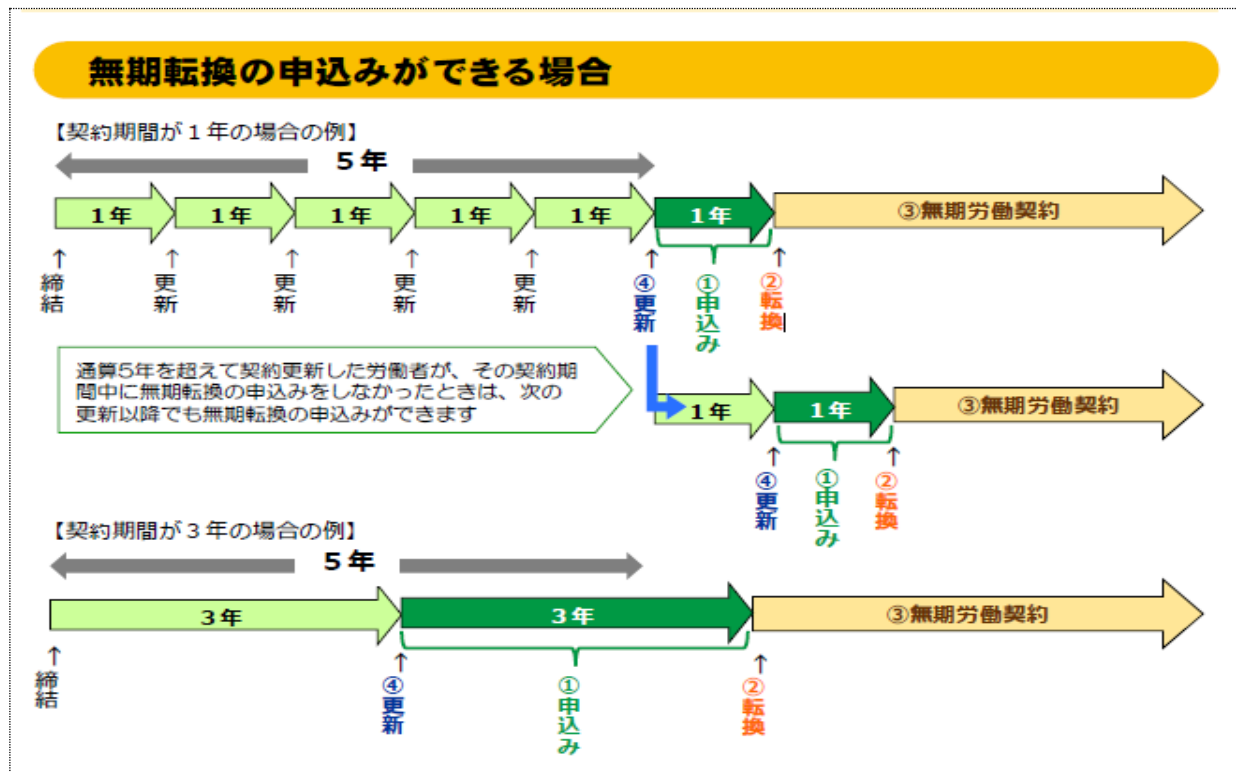 無期転換の申込みができる場合
【契約期間が１年の場合の例】
５年
１年
１年
１年
１年
１年
１年
③無期労働契約
↑
締結
↑
更新
↑
更新
↑
更新
↑
更新
↑
④更新
①申込み
↑
②転換
通算5年を超えて契約更新した労働者が、その契約期
間中に無期転換の申込みをしなかったときは、次の
更新以降でも無期転換の申込みができます
１年
１年
③無期労働契約
↑
④更新
①申込み
↑
②転換
【契約期間が３年の場合の例】
５年
３年
３年
③無期労働契約
↑
締結
↑
④更新
①申込み
↑
②転換